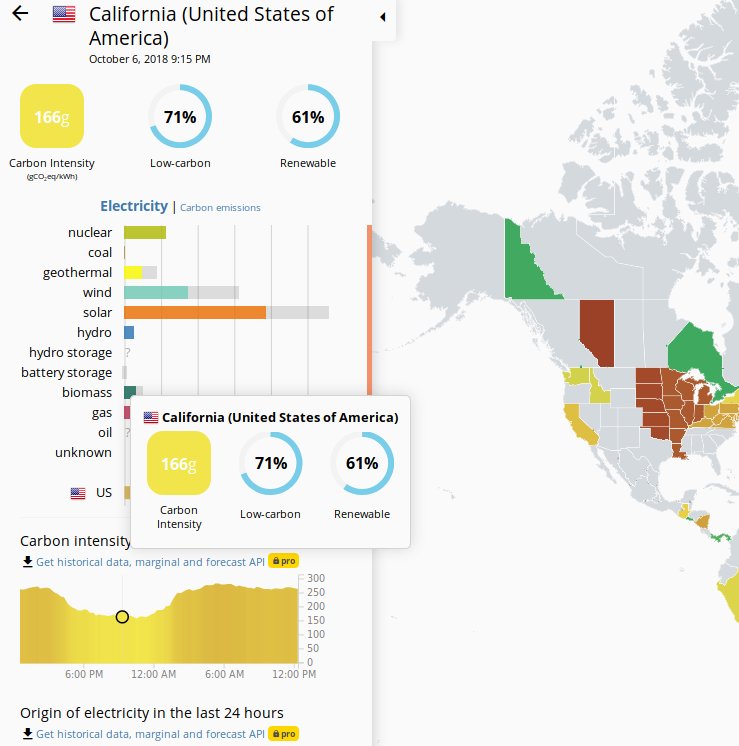 California (United States of
America)
October 6, 2018 9:15 PM
166g
71%
61%
Carbon Intensity
(gCO₂eq/kWh)
Low-carbon
Renewable
Electricity | Carbon emissions
nuclear
coal
geothermal
wind
solar
hydro
hydro storage ?
battery storage
biomass
gas
oil ?
unknown
US
California (United States of America)
166g
71%
61%
Carbon
Intensity
Low-carbon
Renewable
Carbon intensity
Get historical data, marginal and forecast API pro
300
250
200
150
100
50
0
6:00 PM 12:00 AM 6:00 AM 12:00 PM
Origin of electricity in the last 24 hours
Get historical data, marginal and forecast API pro